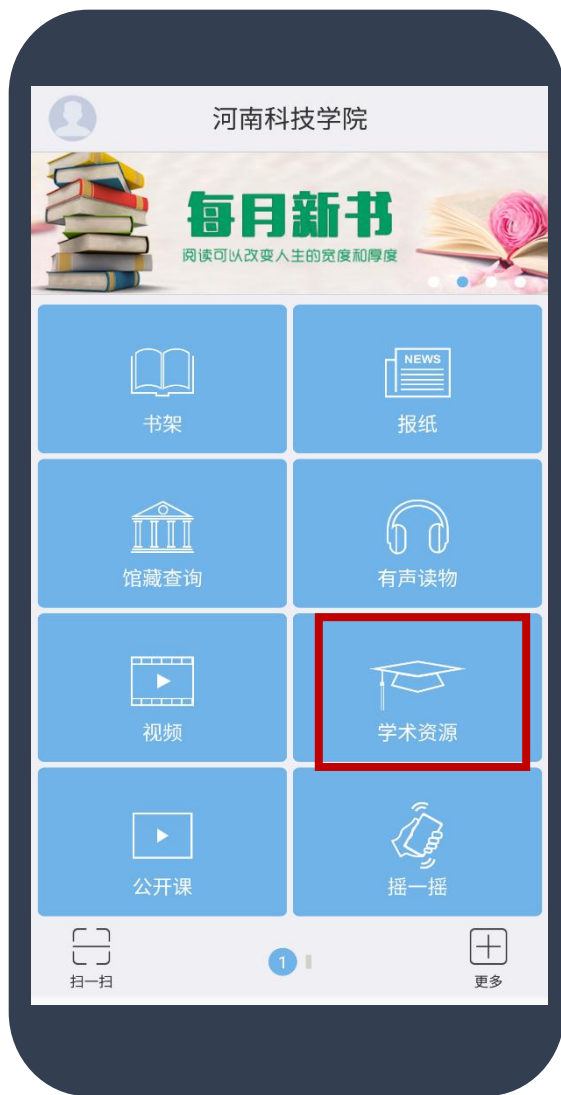 河南科技学院
每月新书
阅读可以改变人生的宽度和厚度
书架
NEWS
报纸
馆藏查询
有声读物
视频
学术资源
公开课
摇一摇
扫一扫
1
更多